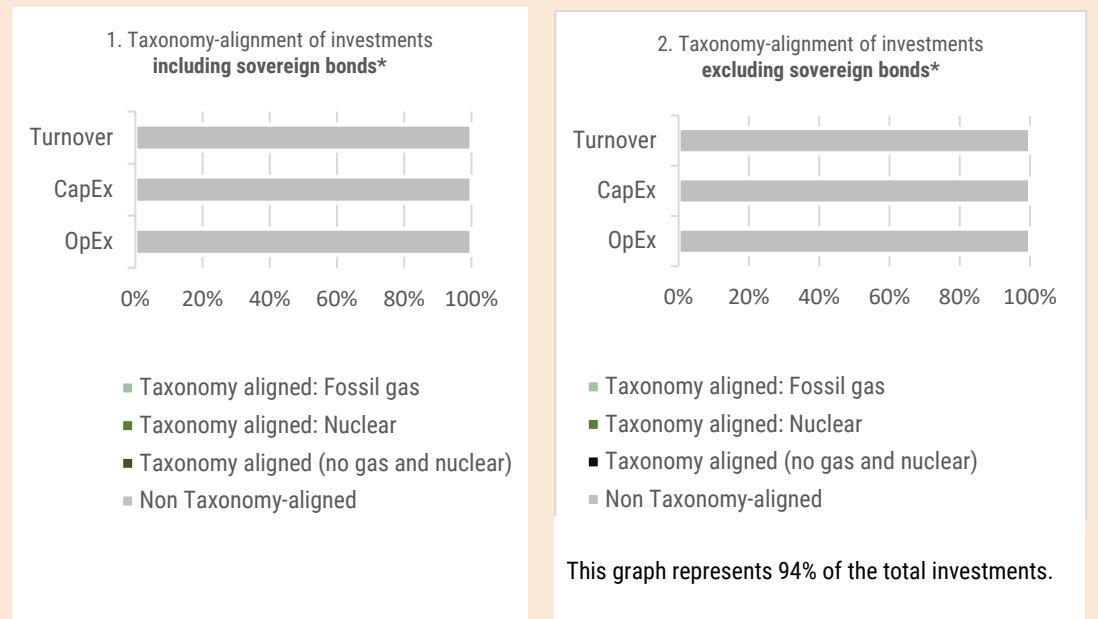 1. Taxonomy-alignment of investments
including sovereign bonds*
Turnover
CapEx
OpEx
0% 20% 40% 60% 80% 100%
Taxonomy aligned: Fossil gas
Taxonomy aligned: Nuclear
Taxonomy aligned (no gas and nuclear)
Non Taxonomy-aligned
2. Taxonomy-alignment of investments
excluding sovereign bonds*
Turnover
CapEx
OpEx
0% 20% 40% 60% 80% 100%
Taxonomy aligned: Fossil gas
Taxonomy aligned: Nuclear
Taxonomy aligned (no gas and nuclear)
Non Taxonomy-aligned
This graph represents 94% of the total investments.